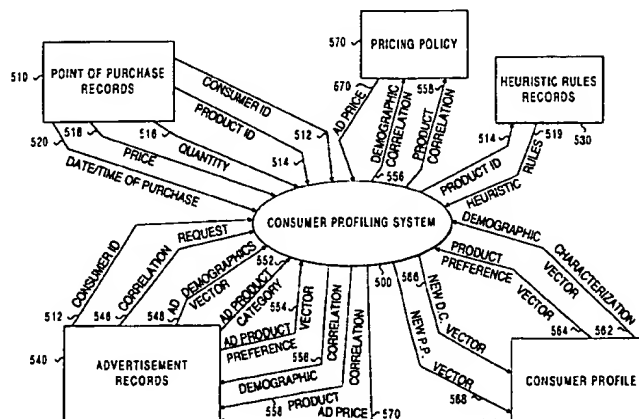 570
PRICING POLICY
510
POINT OF PURCHASE
RECORDS
HEURISTIC RULES
RECORDS
530
CONSUMER ID
512
PRODUCT ID
514
QUANTITY
516
PRICE
518
DATE/TIME OF PURCHASE
520
670
AD PRICE
DEMOGRAPHIC
CORRELATION
556
PRODUCT
CORRELATION
558
514
PRODUCT ID
519
HEURISTIC
RULES
CONSUMER PROFILING SYSTEM
500
512
CONSUMER ID
546
CORRELATION REQUEST
548
AD DEMOGRAPHICS
VECTOR
552
AD PRODUCT
CATEGORY
554
AD PRODUCT
PREFERENCE
VECTOR
556
DEMOGRAPHIC
CORRELATION
558
PRODUCT
CORRELATION
AD PRICE
570
566
NEW D.C. VECTOR
NEW P.P. VECTOR
568
PRODUCT
PREFERENCE
VECTOR
564
DEMOGRAPHIC
CHARACTERIZATION
VECTOR
562
540
ADVERTISEMENT
RECORDS
CONSUMER PROFILE